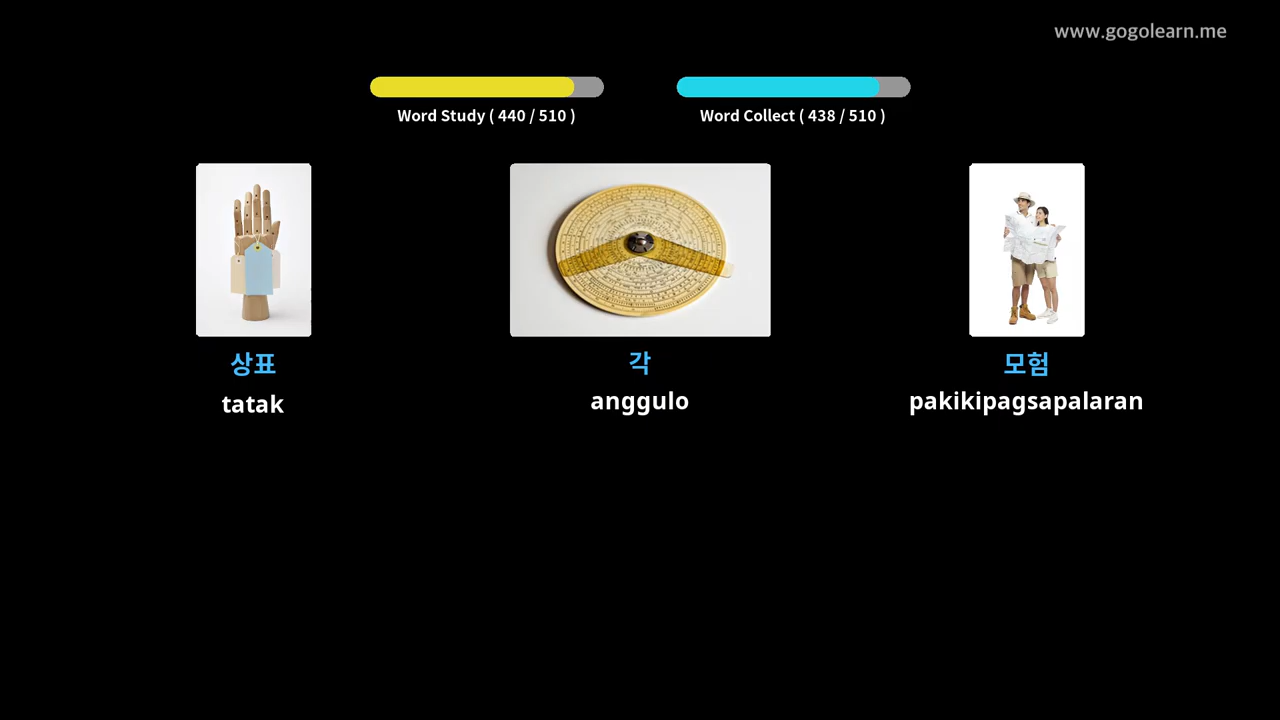 www.gogolearn.me
Word Study ( 440 / 510 )
Word Collect ( 438 / 510 )
상표
tatak
각
anggulo
모험
pakikipagsapalaran